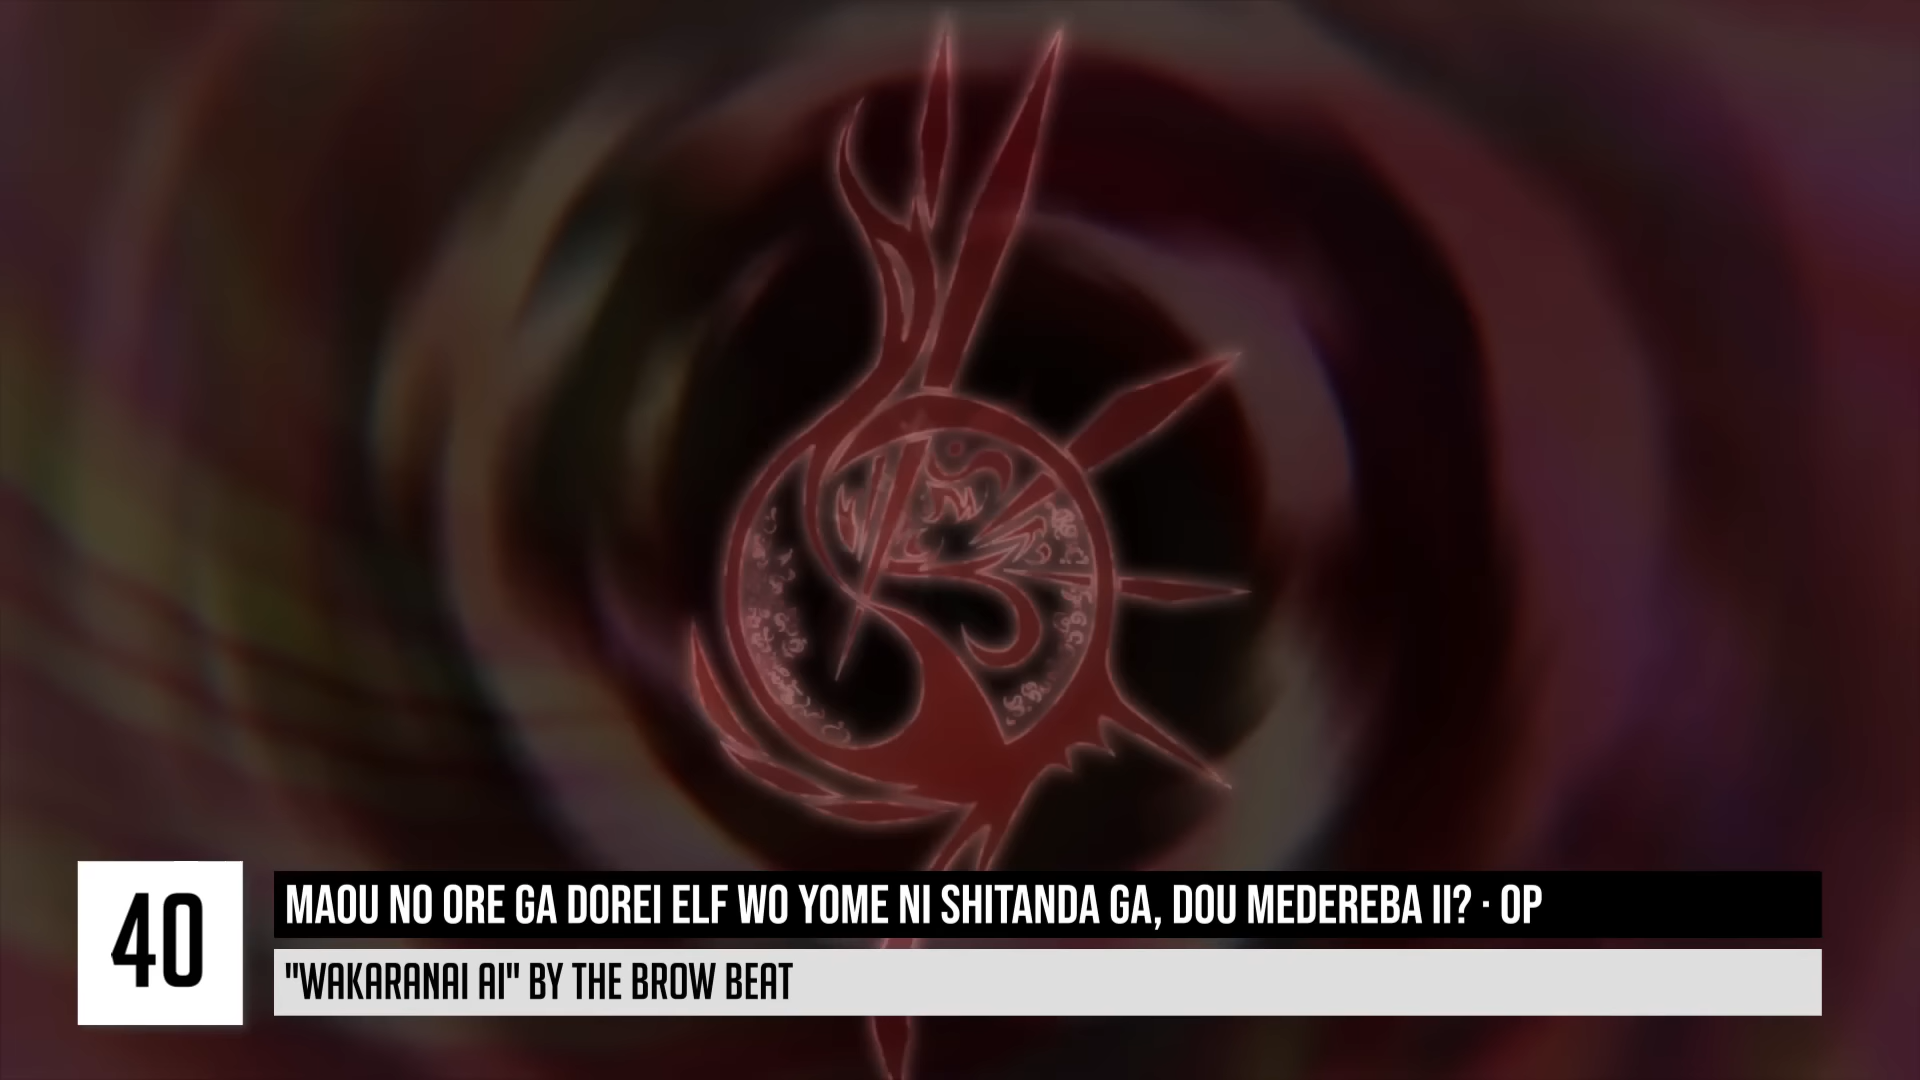 40
MAOU NO ORE GA DOREI ELF WO YOME NI SHITANDA GA, DOU MEDEREBA II? · OP
"WAKARANAI AI" BY THE BROW BEAT